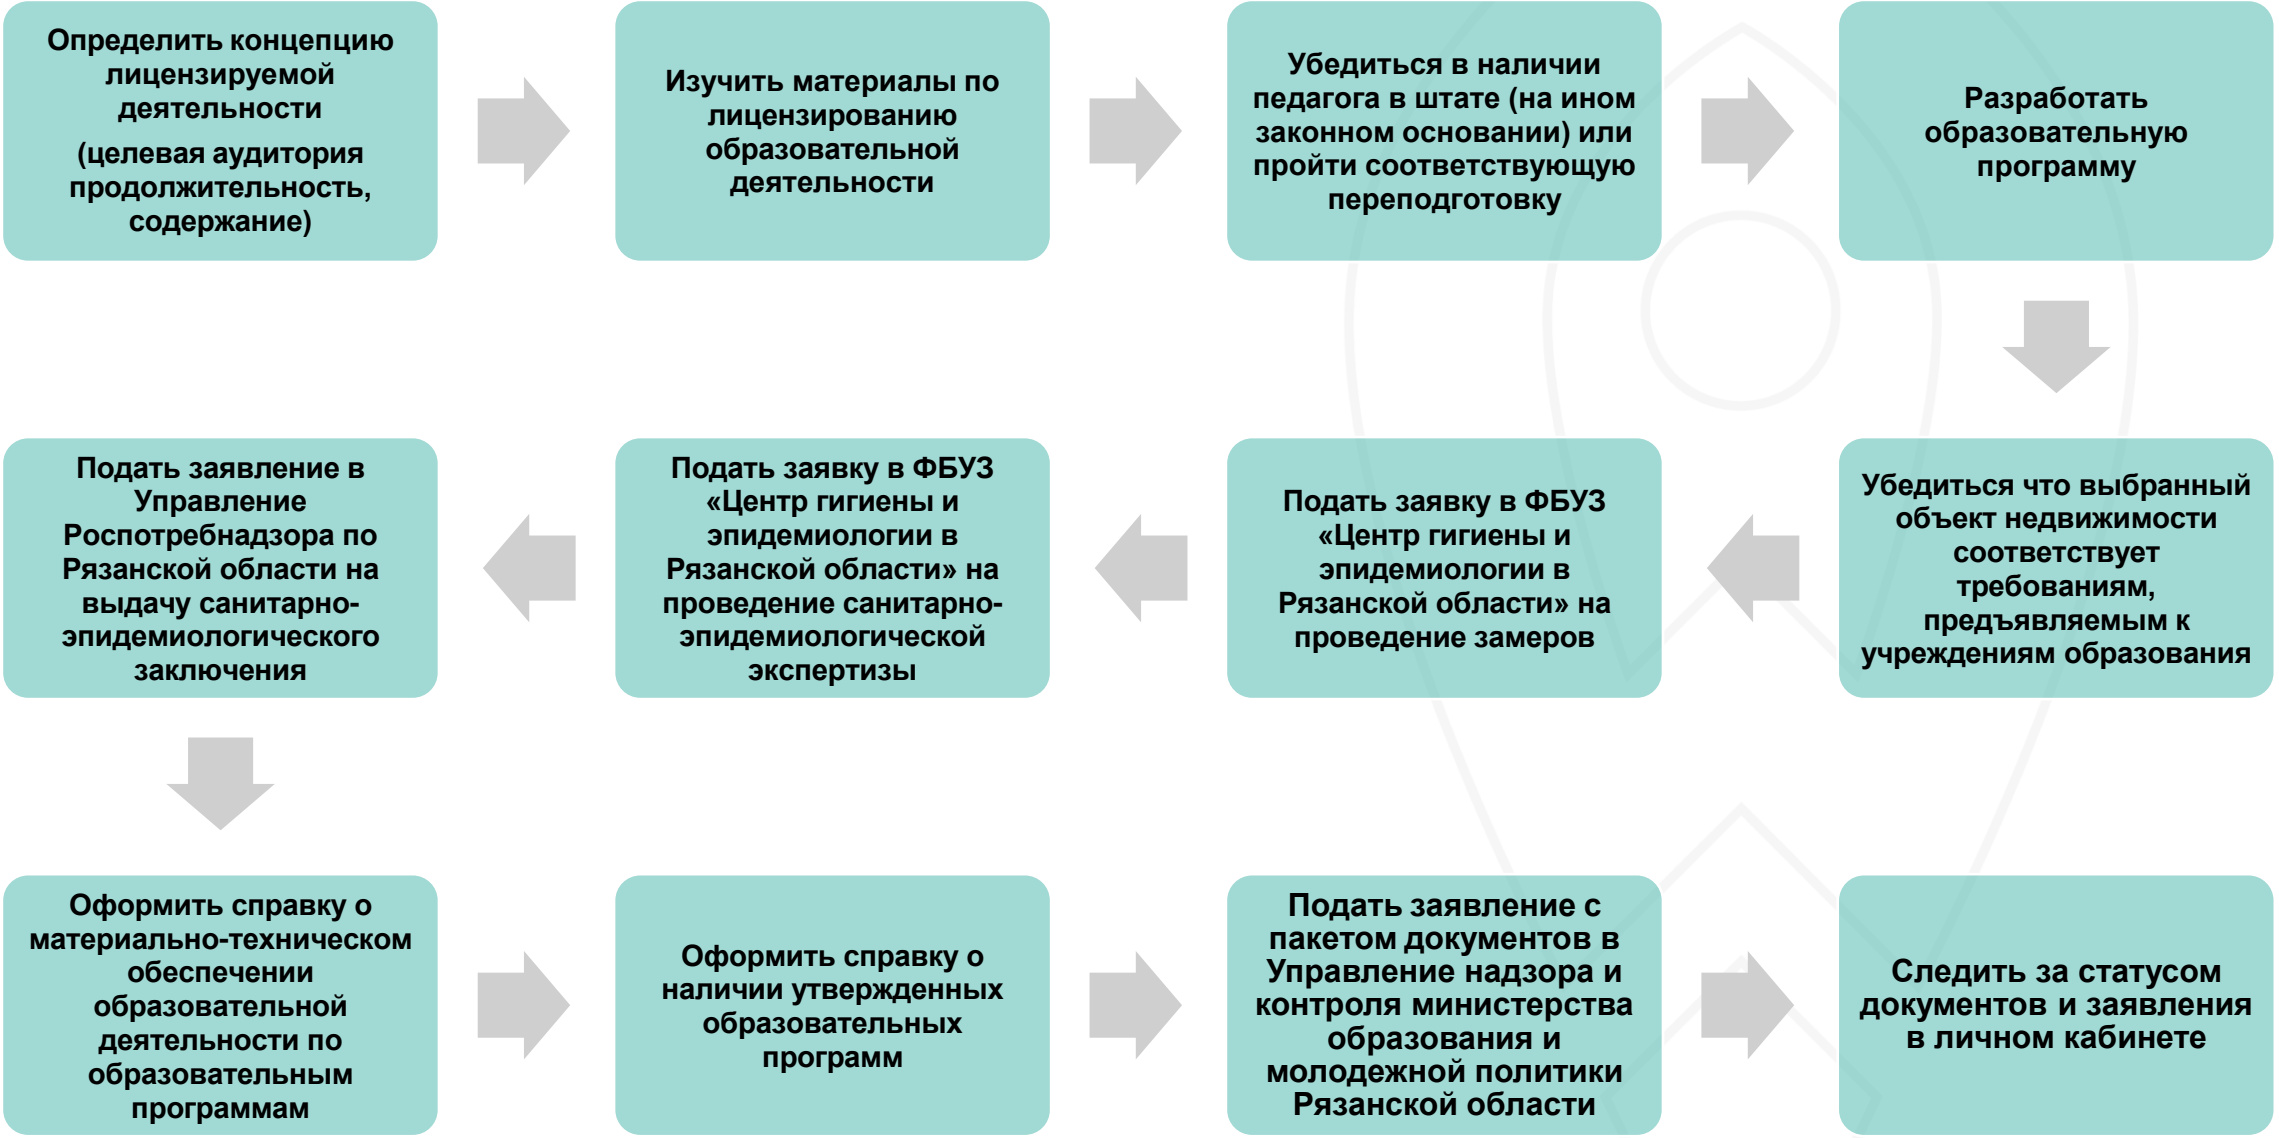 Определить концепцию
лицензируемой
деятельности
(целевая аудитория
продолжительность,
содержание)
Изучить материалы по
лицензированию
образовательной
деятельности
Убедиться в наличии
педагога в штате (на ином
законном основании) или
пройти соответствующую
переподготовку
Разработать
образовательную
программу
Убедиться что выбранный
объект недвижимости
соответствует
требованиям,
предъявляемым к
учреждениям образования
Подать заявку в ФБУЗ
«Центр гигиены и
эпидемиологии в
Рязанской области» на
проведение замеров
Подать заявку в ФБУЗ
«Центр гигиены и
эпидемиологии в
Рязанской области» на
проведение санитарно-
эпидемиологической
экспертизы
Подать заявление в
Управление
Роспотребнадзора по
Рязанской области на
выдачу санитарно-
эпидемиологического
заключения
Оформить справку о
материально-техническом
обеспечении
образовательной
деятельности по
образовательным
программам
Оформить справку о
наличии утвержденных
образовательных
программ
Подать заявление с
пакетом документов в
Управление надзора и
контроля министерства
образования и
молодежной политики
Рязанской области
Следить за статусом
документов и заявления
в личном кабинете